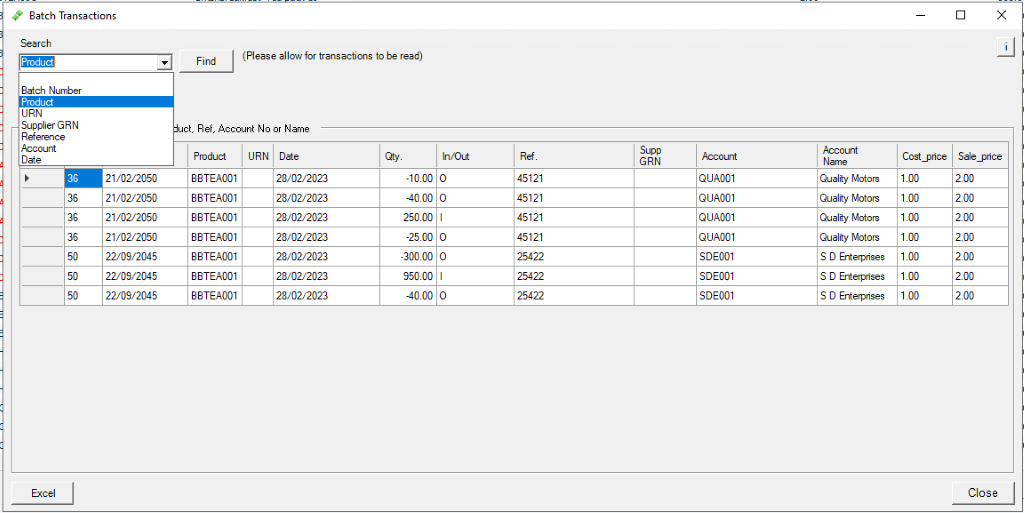 Batch Transactions
Search
Product
Find
(Please allow for transactions to be read)
i
Batch Number
Product
URN
Supplier GRN
Reference
Account
Date
duct, Ref, Account No or Name
Product URN Date Qty. In/Out Ref. Supp GRN Account Account Name Cost_price Sale_price
36 21/02/2050 BBTEA001 28/02/2023 -10.00 O 45121 QUA001 Quality Motors 1.00 2.00
36 21/02/2050 BBTEA001 28/02/2023 -40.00 O 45121 QUA001 Quality Motors 1.00 2.00
36 21/02/2050 BBTEA001 28/02/2023 250.00 I 45121 QUA001 Quality Motors 1.00 2.00
36 21/02/2050 BBTEA001 28/02/2023 -25.00 O 45121 QUA001 Quality Motors 1.00 2.00
50 22/09/2045 BBTEA001 28/02/2023 -300.00 O 25422 SDE001 S D Enterprises 1.00 2.00
50 22/09/2045 BBTEA001 28/02/2023 950.00 I 25422 SDE001 S D Enterprises 1.00 2.00
50 22/09/2045 BBTEA001 28/02/2023 -40.00 O 25422 SDE001 S D Enterprises 1.00 2.00
Excel
Close